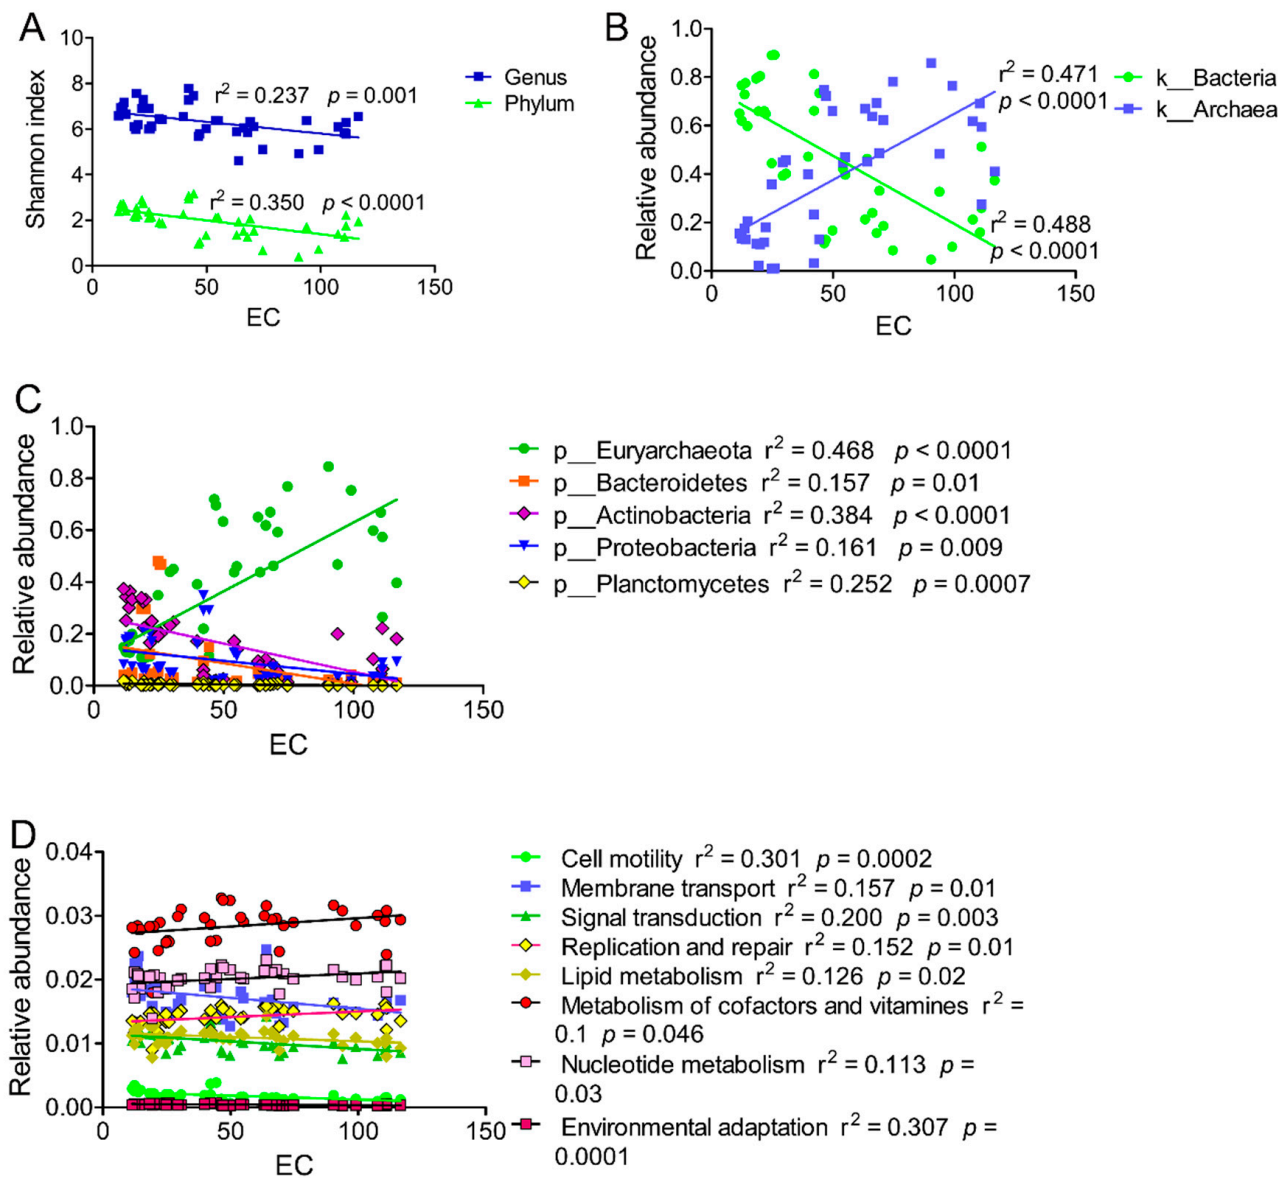 A
Shannon index
10
8
6
4
2
0
r² = 0.237 p = 0.001
r² = 0.350 p < 0.0001
0 50 100 150
EC
Genus
Phylum
B
Relative abundance
1.0
0.8
0.6
0.4
0.2
0.0
r² = 0.471
p < 0.0001
r² = 0.488
p < 0.0001
0 50 100 150
EC
k__Bacteria
k__Archaea
C
Relative abundance
1.0
0.8
0.6
0.4
0.2
0.0
0 50 100 150
EC
p__Euryarchaeota r² = 0.468 p < 0.0001
p__Bacteroidetes r² = 0.157 p = 0.01
p__Actinobacteria r² = 0.384 p < 0.0001
p__Proteobacteria r² = 0.161 p = 0.009
p__Planctomycetes r² = 0.252 p = 0.0007
D
Relative abundance
0.04
0.03
0.02
0.01
0.00
0 50 100 150
EC
Cell motility r² = 0.301 p = 0.0002
Membrane transport r² = 0.157 p = 0.01
Signal transduction r² = 0.200 p = 0.003
Replication and repair r² = 0.152 p = 0.01
Lipid metabolism r² = 0.126 p = 0.02
Metabolism of cofactors and vitamines r² =
0.1 p = 0.046
Nucleotide metabolism r² = 0.113 p =
0.03
Environmental adaptation r² = 0.307 p =
0.0001